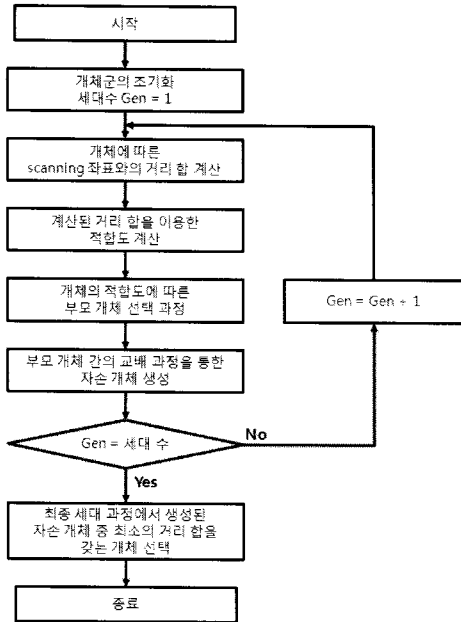 시작
개체군의 초기화
세대수 Gen = 1
개체에 따른
scanning 좌표와의 거리 합 계산
계산된 거리 합을 이용한
적합도 계산
개체의 적합도에 따른
부모 개체 선택 과정
Gen = Gen + 1
부모 개체 간의 교배 과정을 통한
자손 개체 생성
Gen = 세대 수
No
Yes
최종 세대 과정에서 생성된
자손 개체 중 최소의 거리 합을
갖는 개체 선택
종료